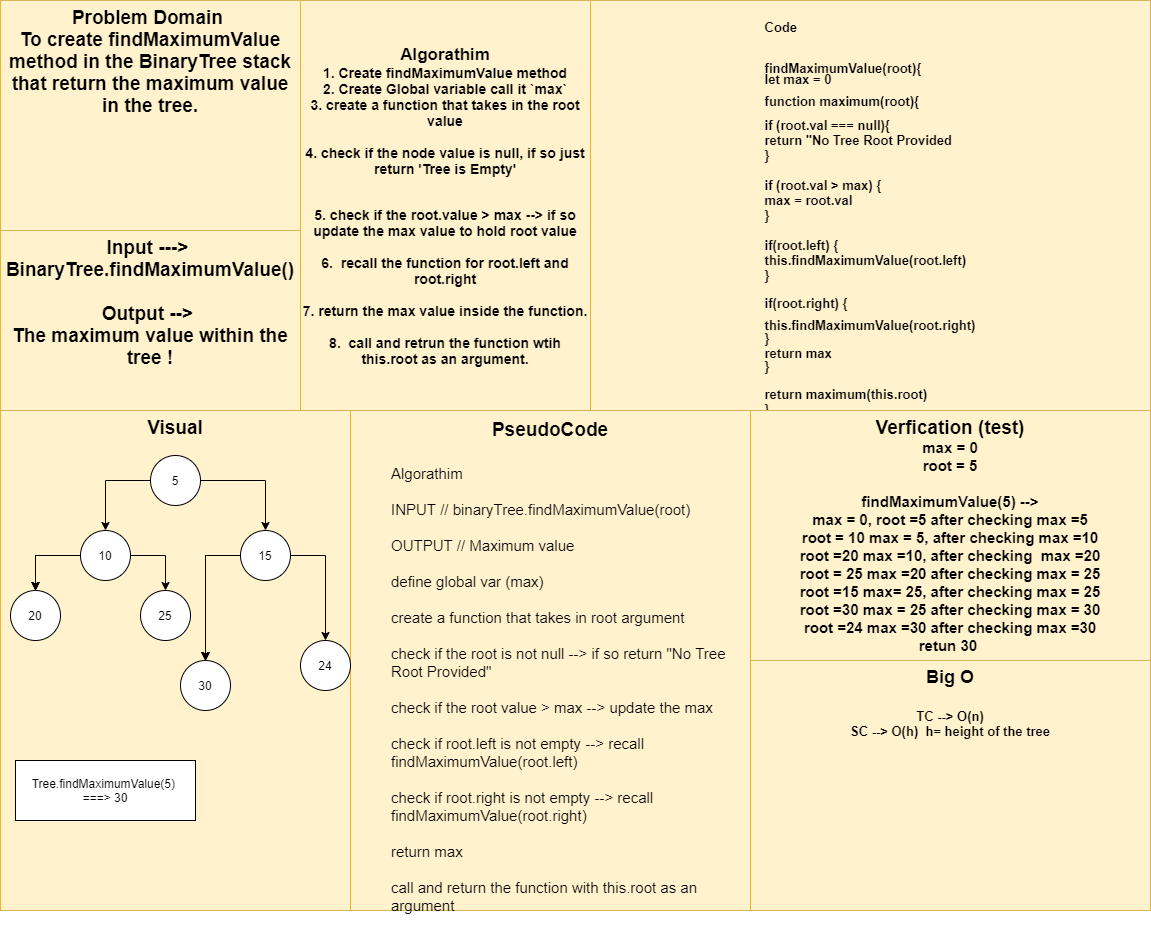 Problem Domain
To create findMaximumValue
method in the BinaryTree stack
that return the maximum value
in the tree.
Input --->
BinaryTree.findMaximumValue()
Output -->
The maximum value within the
tree !
Algorathim
1. Create findMaximumValue method
2. Create Global variable call it `max`
3. create a function that takes in the root
value
4. check if the node value is null, if so just
return 'Tree is Empty'
5. check if the root.value > max --> if so
update the max value to hold root value
6. recall the function for root.left and
root.right
7. return the max value inside the function.
8. call and retrun the function wtih
this.root as an argument.
Code
findMaximumValue(root){
let max = 0
function maximum(root){
if (root.val === null){
return "No Tree Root Provided
}
if (root.val > max) {
max = root.val
}
if(root.left) {
this.findMaximumValue(root.left)
}
if(root.right) {
this.findMaximumValue(root.right)
}
return max
}
return maximum(this.root)
}
Visual
5
10
15
20
25
30
24
Tree.findMaximumValue(5)
===> 30
PseudoCode
Algorathim
INPUT // binaryTree.findMaximumValue(root)
OUTPUT // Maximum value
define global var (max)
create a function that takes in root argument
check if the root is not null --> if so return "No Tree
Root Provided"
check if the root value > max --> update the max
check if root.left is not empty --> recall
findMaximumValue(root.left)
check if root.right is not empty --> recall
findMaximumValue(root.right)
return max
call and return the function with this.root as an
argument
Verfication (test)
max = 0
root = 5
findMaximumValue(5) -->
max = 0, root =5 after checking max =5
root = 10 max = 5, after checking max =10
root =20 max =10, after checking max =20
root = 25 max =20 after checking max = 25
root =15 max= 25, after checking max = 25
root =30 max = 25 after checking max = 30
root =24 max =30 after checking max =30
retun 30
Big O
TC --> O(n)
SC --> O(h) h= height of the tree